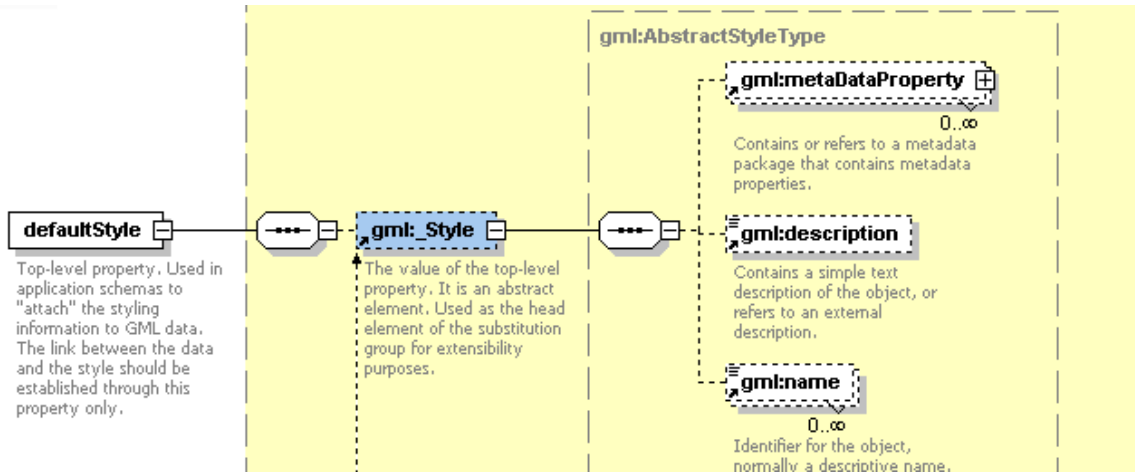 gml:AbstractStyleType
gml:metaDataProperty
0..∞
Contains or refers to a metadata
package that contains metadata
properties.
defaultStyle
Top-level property. Used in
application schemas to
"attach" the styling
information to GML data.
The link between the data
and the style should be
established through this
property only.
gml:_Style
The value of the top-level
property. It is an abstract
element. Used as the head
element of the substitution
group for extensibility
purposes.
gml:description
Contains a simple text
description of the object, or
refers to an external
description.
gml:name
0..∞
Identifier for the object,
normally a descriptive name.